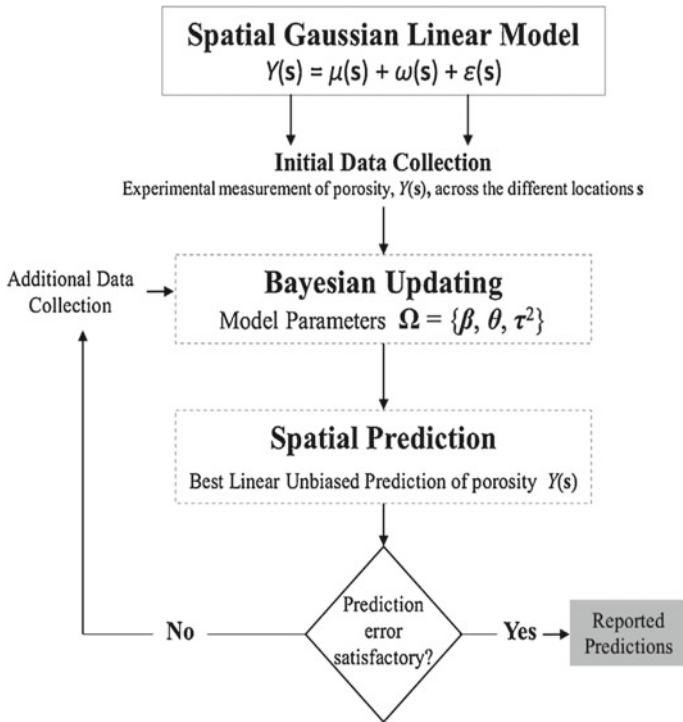 Spatial Gaussian Linear Model
Y(s) = μ(s) + ω(s) + ε(s)
Initial Data Collection
Experimental measurement of porosity, Y(s), across the different locations s
Additional Data
Collection
Bayesian Updating
Model Parameters Ω = {β, θ, τ²}
Spatial Prediction
Best Linear Unbiased Prediction of porosity Y(s)
Prediction
error
satisfactory?
No
Yes
Reported
Predictions